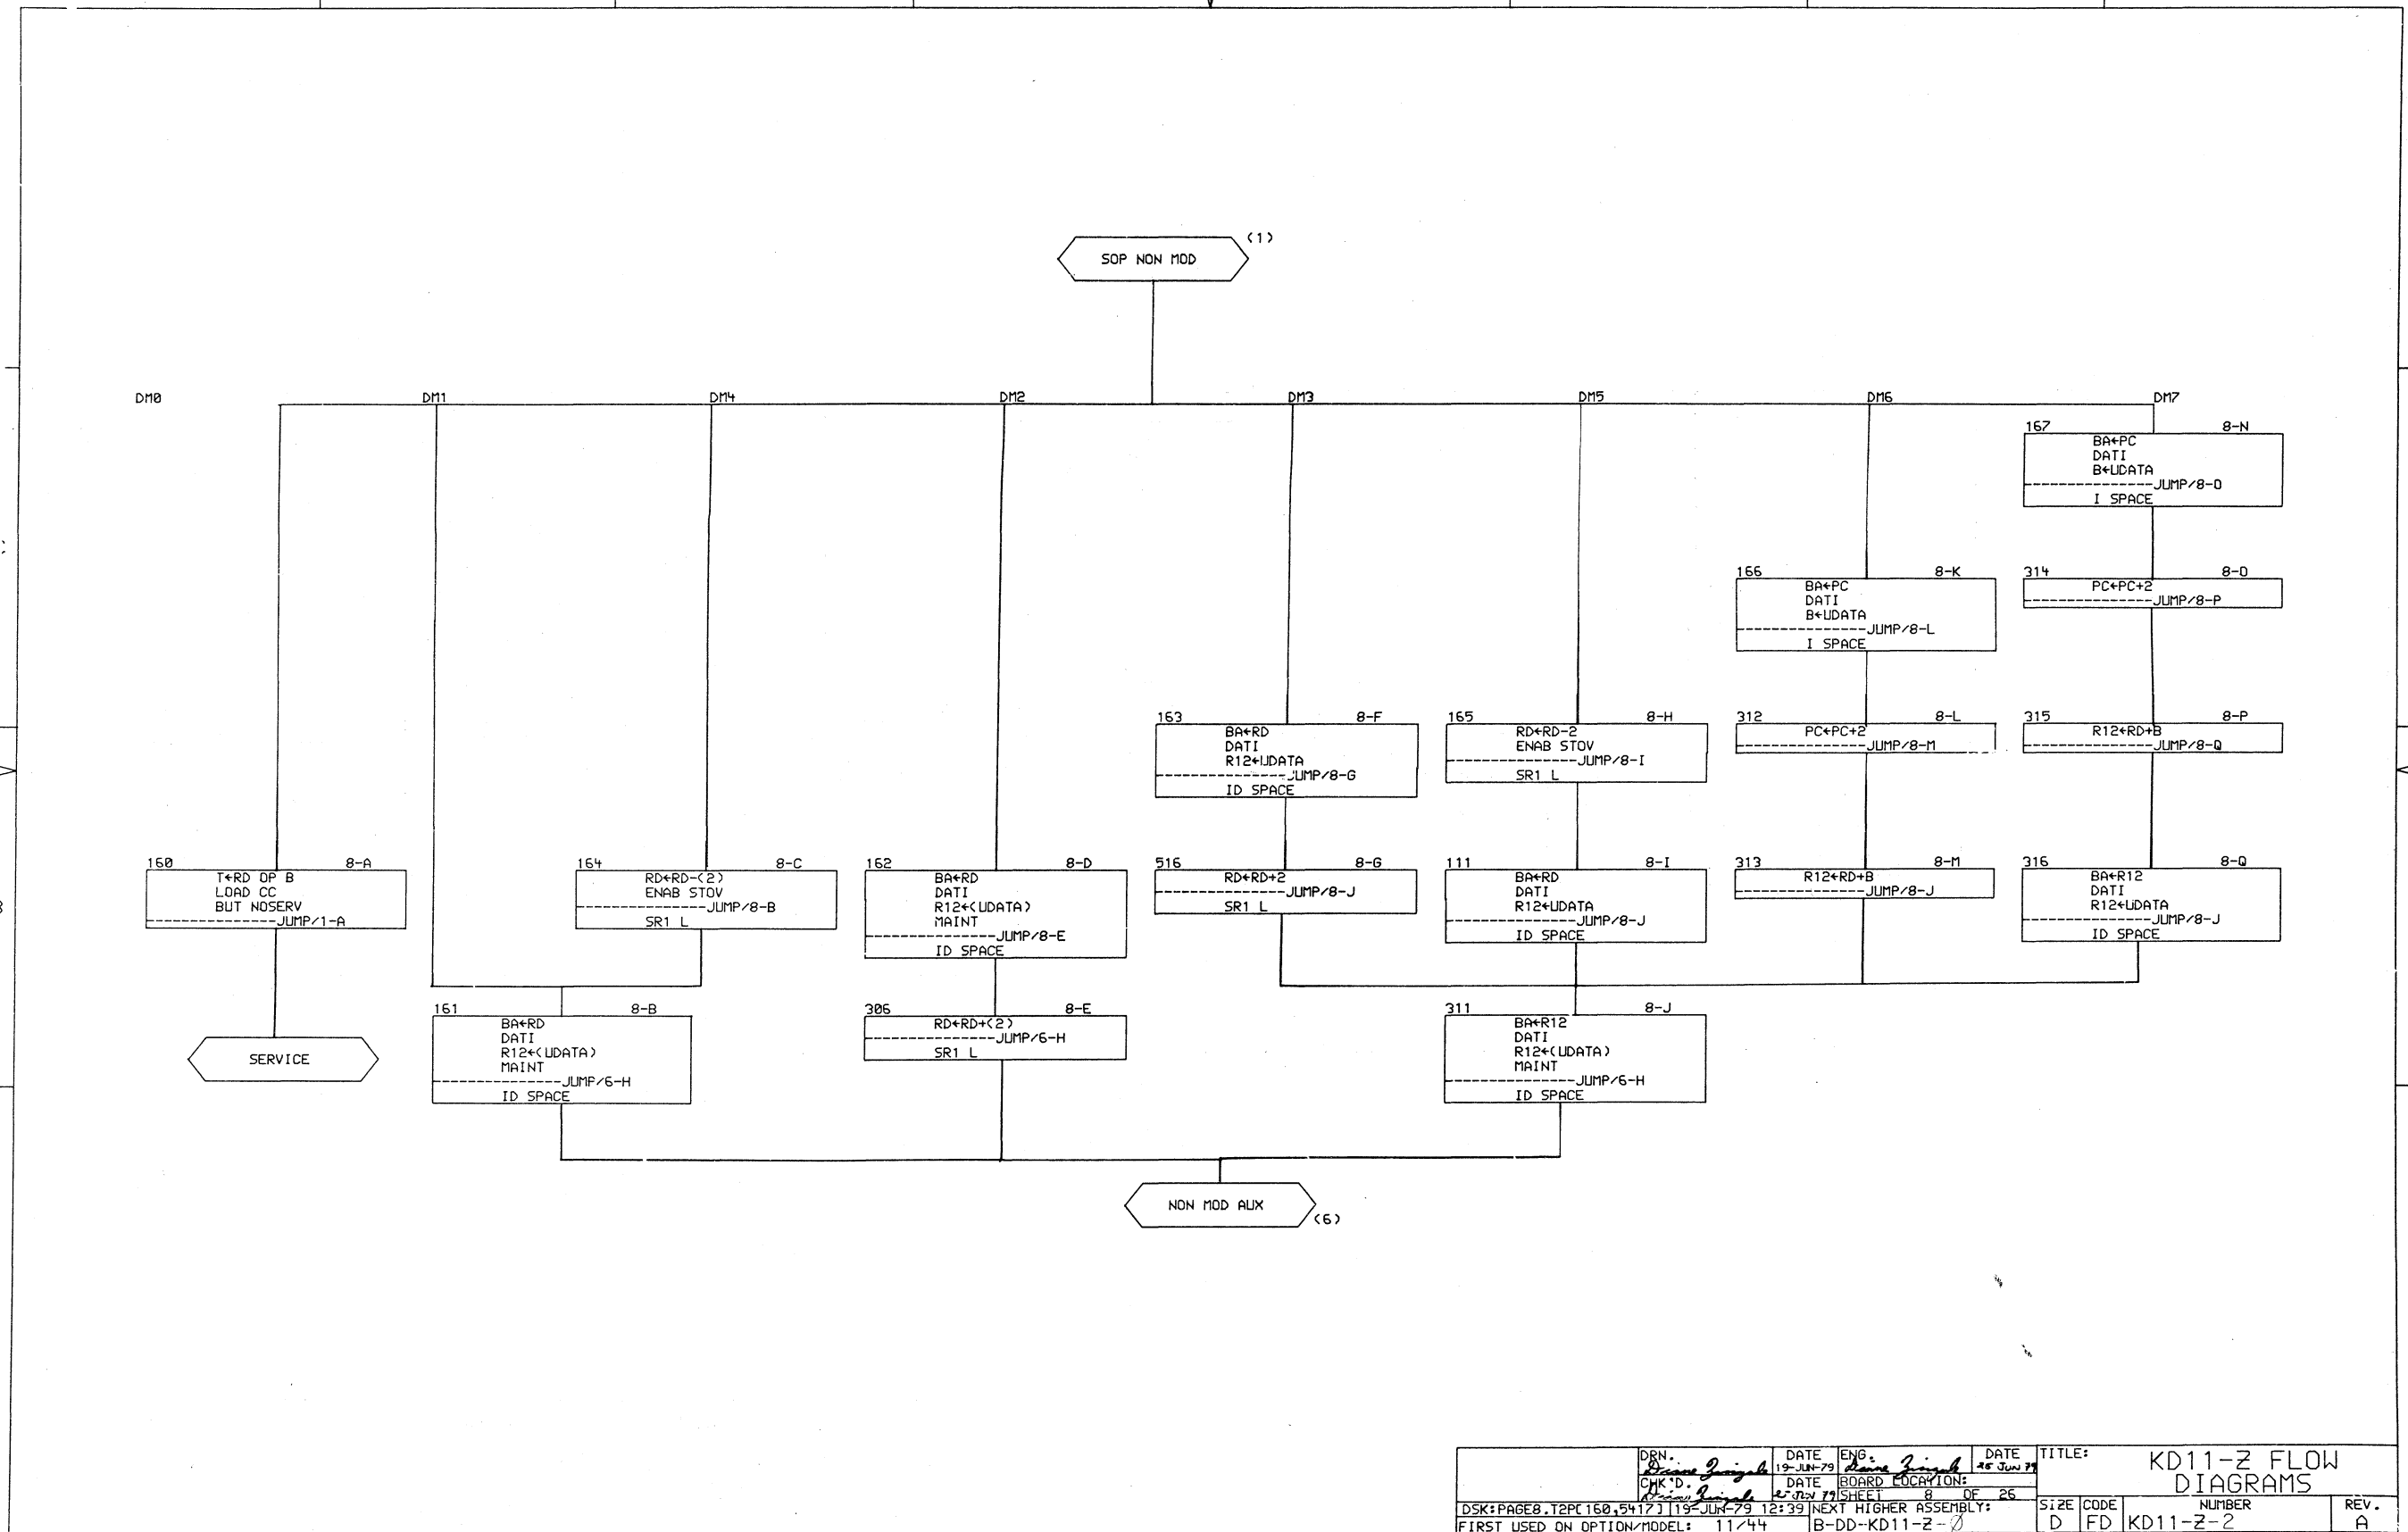 SOP NON MOD
(1)
DM0
DM1
DM4
DM2
DM3
DM5
DM6
DM7
167 8-N
BA←PC
DATI
B←UDATA
---------------JUMP/8-O
I SPACE
166 8-K
BA←PC
DATI
B←UDATA
---------------JUMP/8-L
I SPACE
314 8-O
PC←PC+2
---------------JUMP/8-P
163 8-F
BA←RD
DATI
R12←UDATA
---------------JUMP/8-G
ID SPACE
165 8-H
RD←RD-2
ENAB STOV
---------------JUMP/8-I
SR1 L
312 8-L
PC←PC+2
---------------JUMP/8-M
315 8-P
R12←RD+B
---------------JUMP/8-Q
160 8-A
T←RD OP B
LOAD CC
BUT NOSERV
---------------JUMP/1-A
164 8-C
RD←RD-(2)
ENAB STOV
---------------JUMP/8-B
SR1 L
162 8-D
BA←RD
DATI
R12←(UDATA)
MAINT
---------------JUMP/8-E
ID SPACE
516 8-G
RD←RD+2
---------------JUMP/8-J
SR1 L
111 8-I
BA←RD
DATI
R12←UDATA
---------------JUMP/8-J
ID SPACE
313 8-M
R12←RD+B
---------------JUMP/8-J
316 8-Q
BA←R12
DATI
R12←UDATA
---------------JUMP/8-J
ID SPACE
SERVICE
161 8-B
BA←RD
DATI
R12←(UDATA)
MAINT
---------------JUMP/6-H
ID SPACE
306 8-E
RD←RD+(2)
---------------JUMP/6-H
SR1 L
311 8-J
BA←R12
DATI
R12←(UDATA)
MAINT
---------------JUMP/6-H
ID SPACE
NON MOD AUX
(6)
DRN.
DATE
19-JUN-79
ENG.
DATE
25 JUN 79
CHK'D.
DATE
25 JUN 79
BOARD LOCATION:
SHEET 8 OF 26
DSK:PAGE8.T2P[160,5417] 19-JUN-79 12:39
NEXT HIGHER ASSEMBLY:
FIRST USED ON OPTION/MODEL: 11/44
B-DD-KD11-Z-0
TITLE:
KD11-Z FLOW
DIAGRAMS
SIZE CODE NUMBER REV.
D FD KD11-Z-2 A